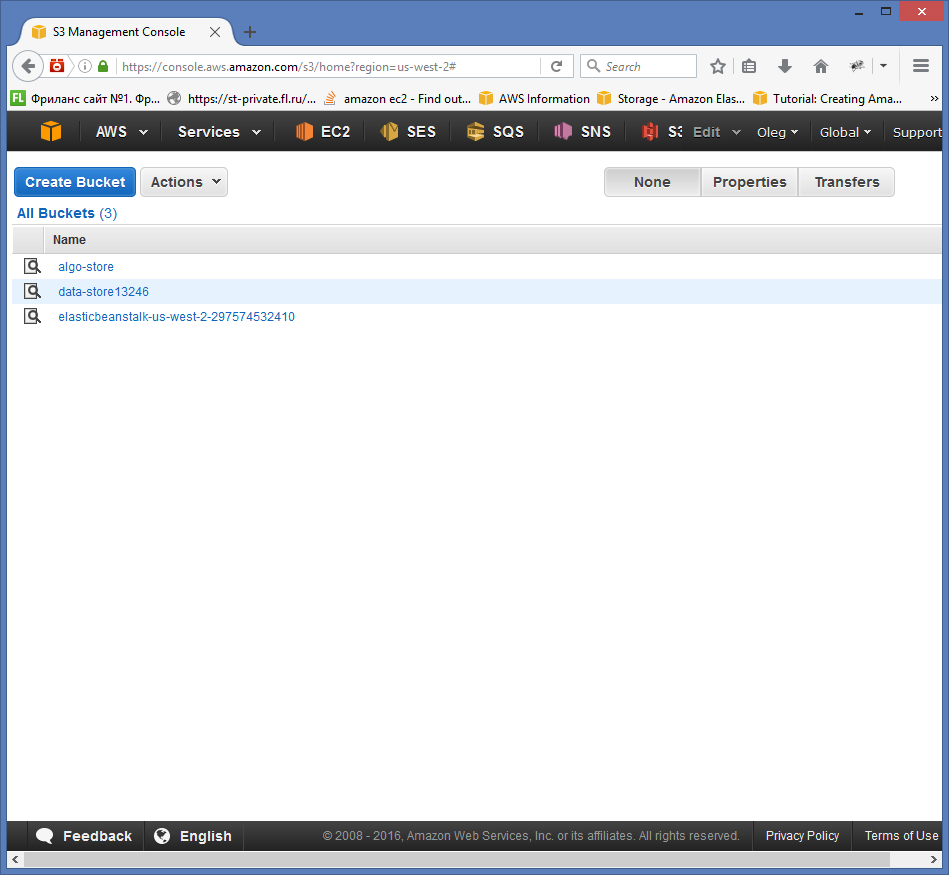 S3 Management Console
https://console.aws.amazon.com/s3/home?region=us-west-2#
Search
FL Фриланс сайт №1. Фр... https://st-private.fl.ru/... amazon ec2 - Find out... AWS Information Storage - Amazon Elas... Tutorial: Creating Ama...
AWS Services EC2 SES SQS SNS S3 Edit Oleg Global Support
Create Bucket Actions None Properties Transfers
All Buckets (3)
Name
algo-store
data-store13246
elasticbeanstalk-us-west-2-297574532410
Feedback English © 2008 - 2016, Amazon Web Services, Inc. or its affiliates. All rights reserved. Privacy Policy Terms of Use